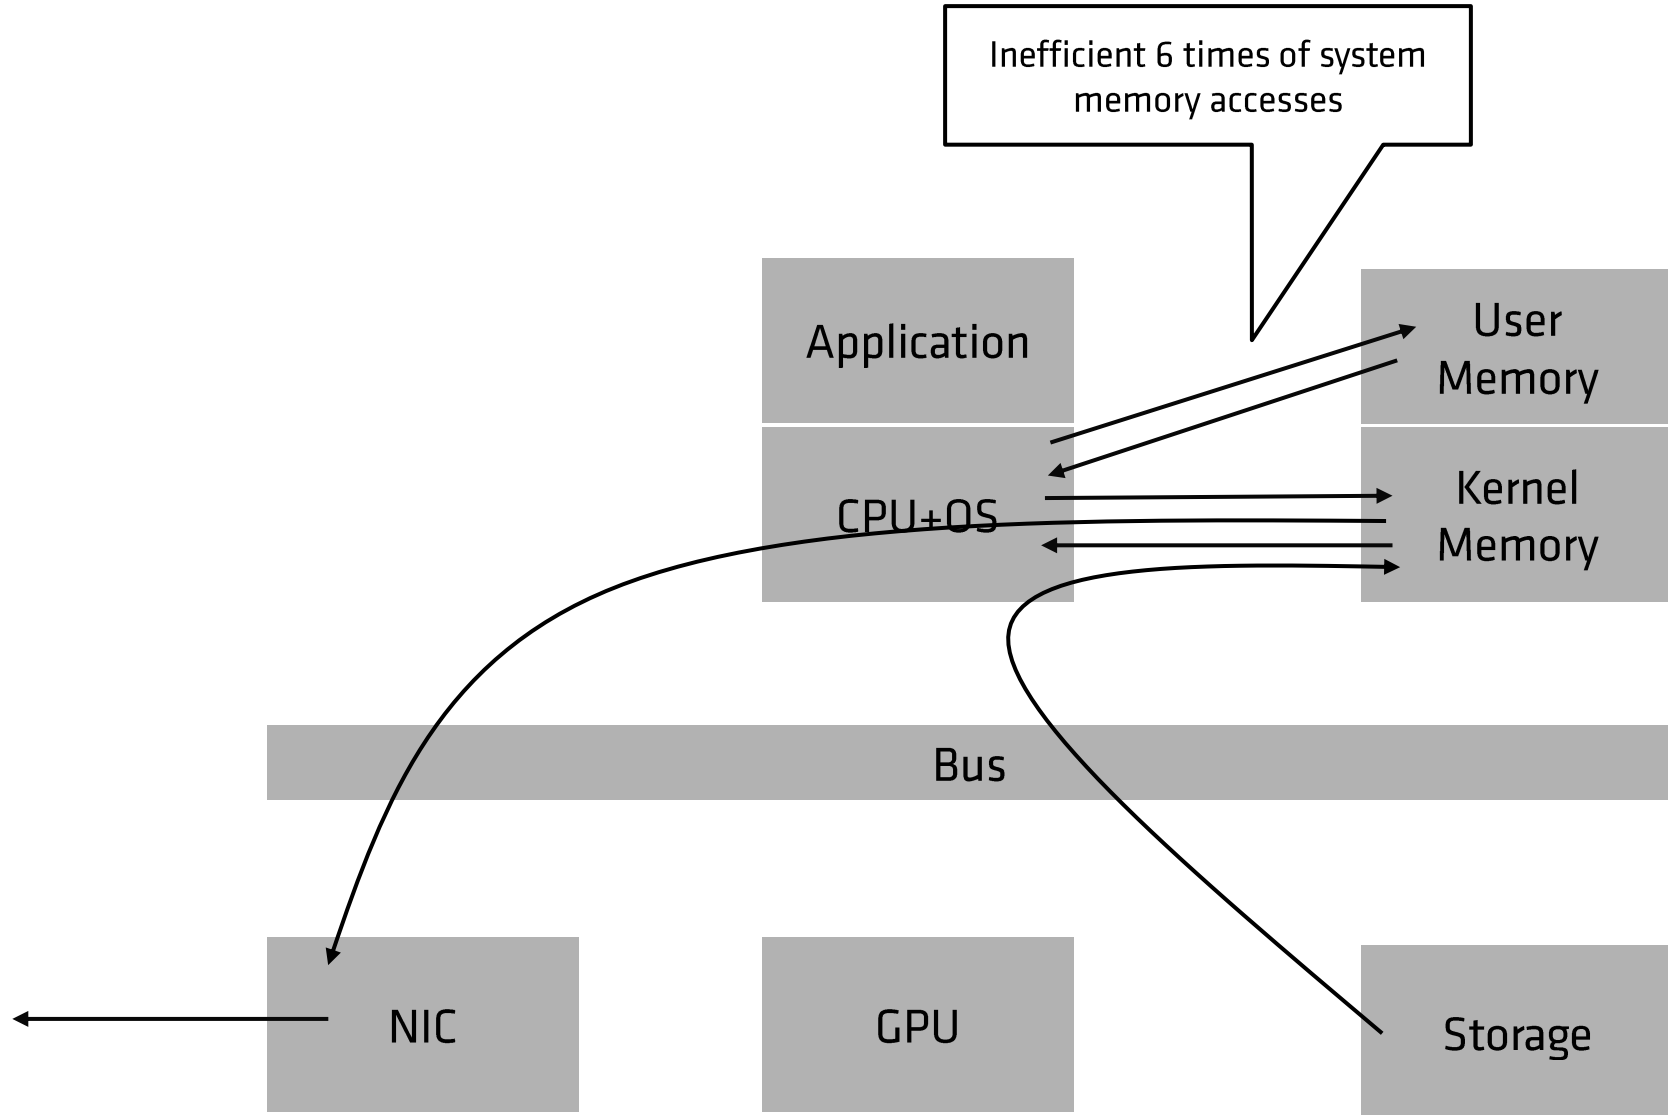 Inefficient 6 times of system
memory accesses
Application
User
Memory
CPU+OS
Kernel
Memory
Bus
NIC
GPU
Storage